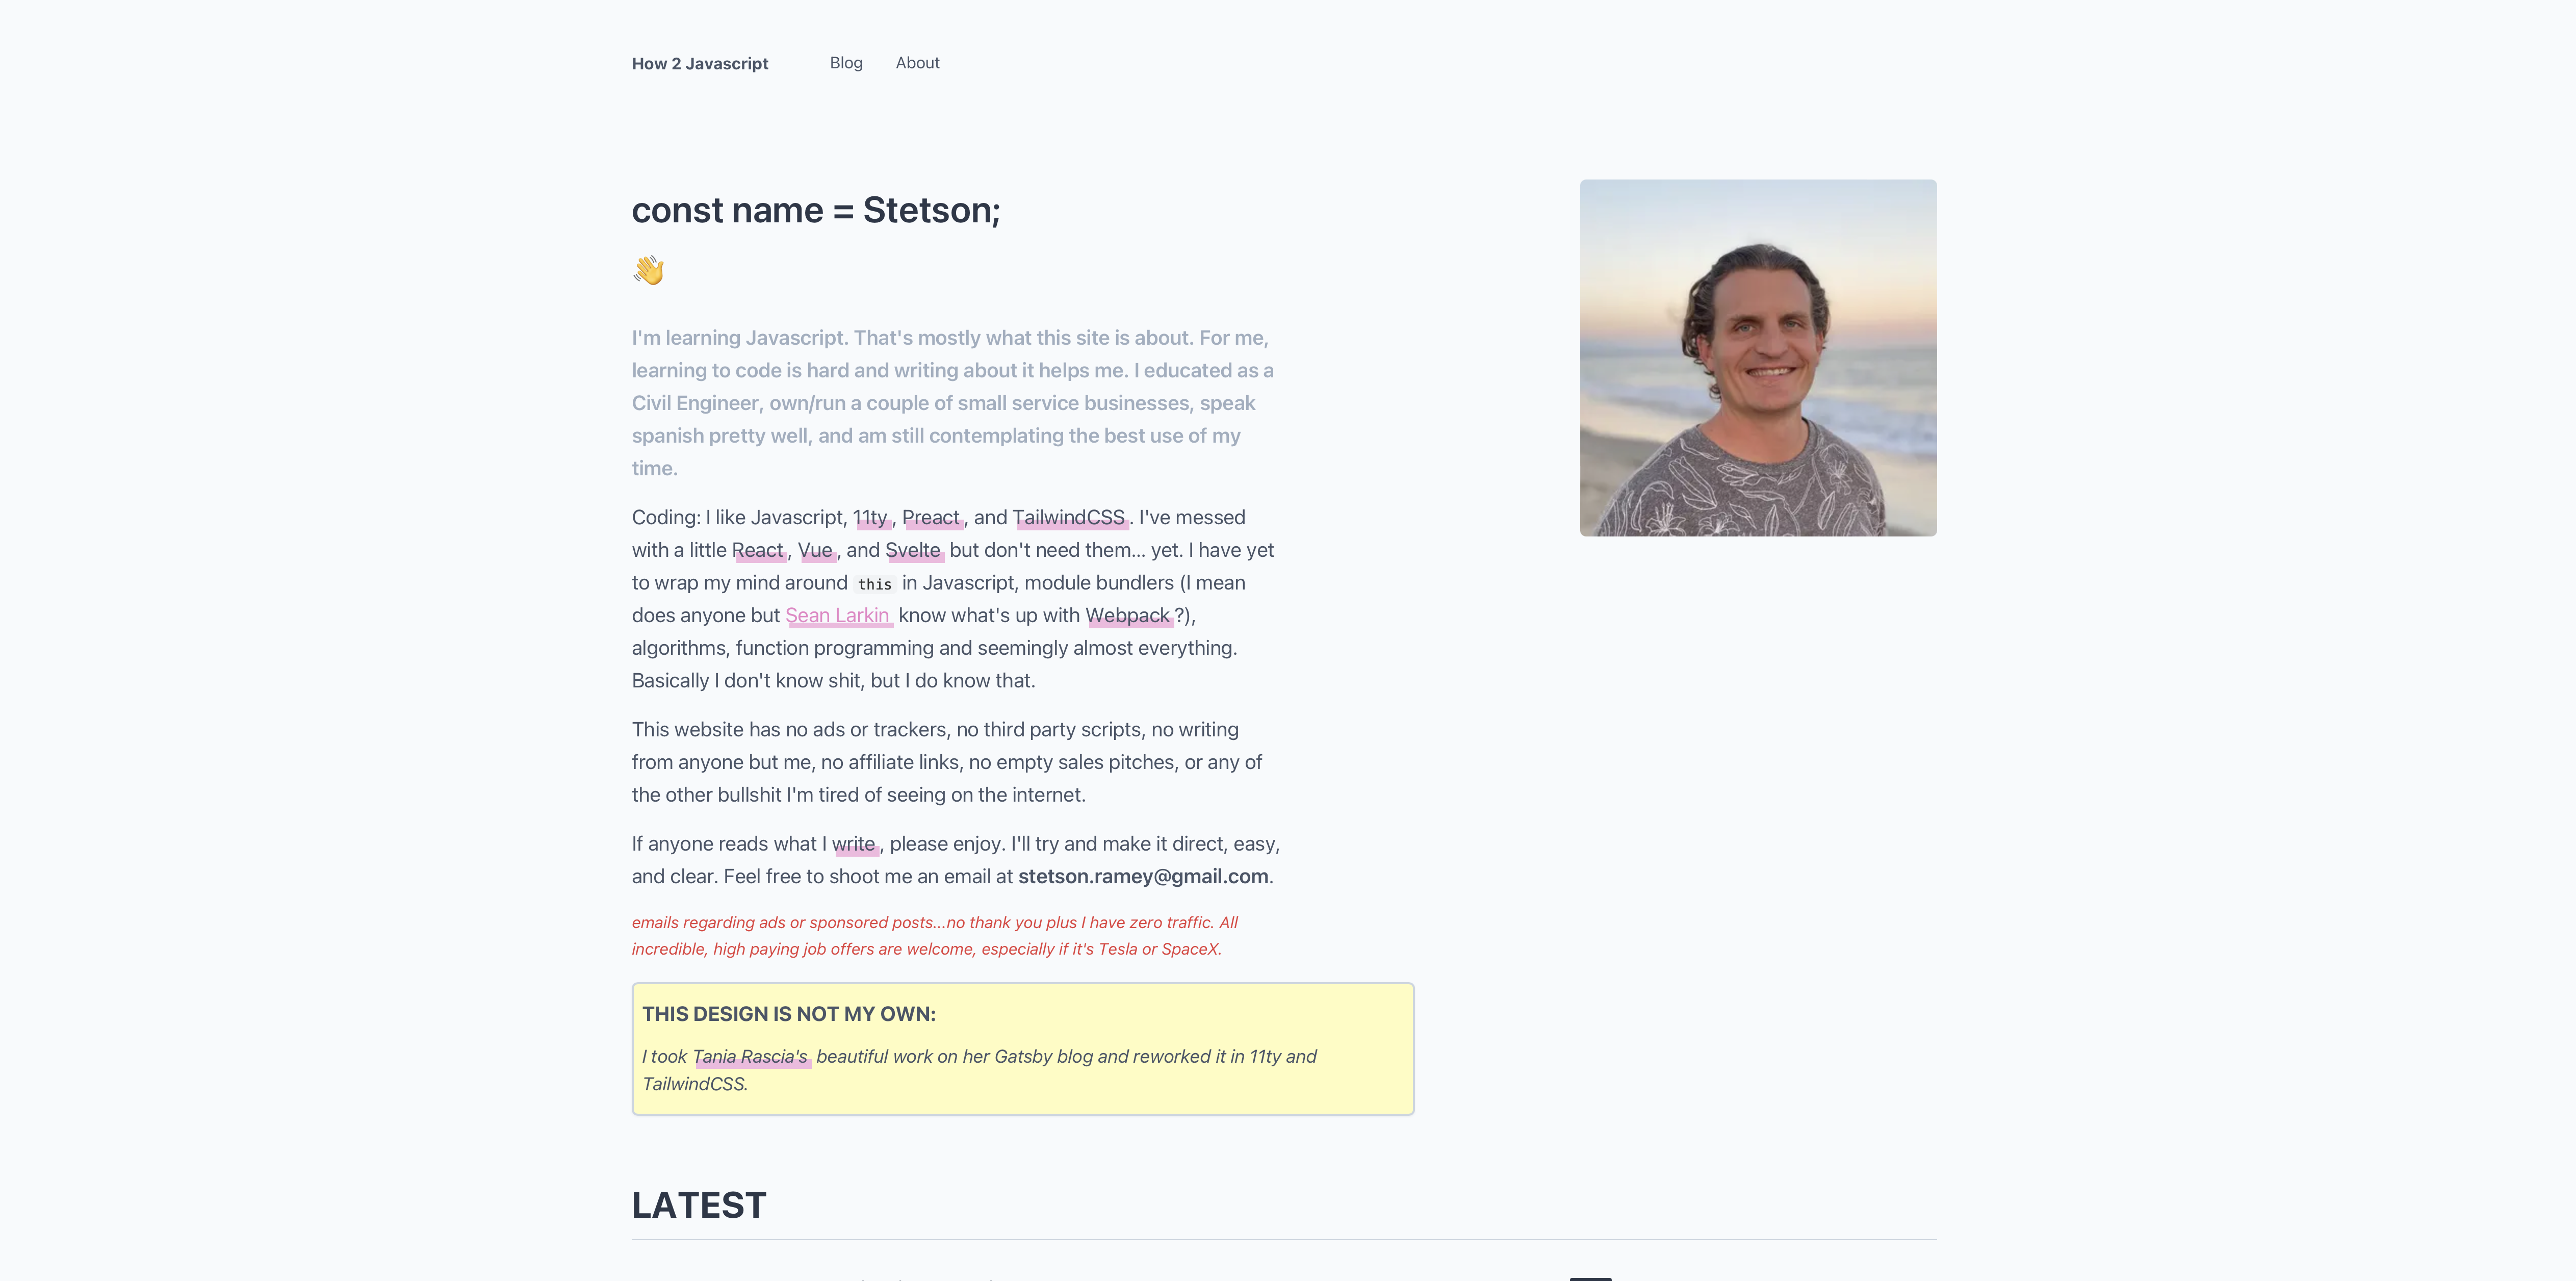 How 2 Javascript Blog About
const name = Stetson;
👋
I'm learning Javascript. That's mostly what this site is about. For me,
learning to code is hard and writing about it helps me. I educated as a
Civil Engineer, own/run a couple of small service businesses, speak
spanish pretty well, and am still contemplating the best use of my
time.
Coding: I like Javascript, 11ty , Preact , and TailwindCSS . I've messed
with a little React , Vue , and Svelte but don't need them... yet. I have yet
to wrap my mind around this in Javascript, module bundlers (I mean
does anyone but Sean Larkin know what's up with Webpack ?),
algorithms, function programming and seemingly almost everything.
Basically I don't know shit, but I do know that.
This website has no ads or trackers, no third party scripts, no writing
from anyone but me, no affiliate links, no empty sales pitches, or any of
the other bullshit I'm tired of seeing on the internet.
If anyone reads what I write , please enjoy. I'll try and make it direct, easy,
and clear. Feel free to shoot me an email at stetson.ramey@gmail.com.
emails regarding ads or sponsored posts...no thank you plus I have zero traffic. All
incredible, high paying job offers are welcome, especially if it's Tesla or SpaceX.
THIS DESIGN IS NOT MY OWN:
I took Tania Rascia's beautiful work on her Gatsby blog and reworked it in 11ty and
TailwindCSS.
LATEST